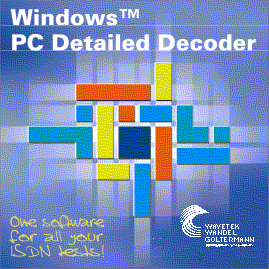 Windows™
PC Detailed Decoder
One software
for all your
ISDN tests!
WAVETEK
WANDEL
GOLTERMANN